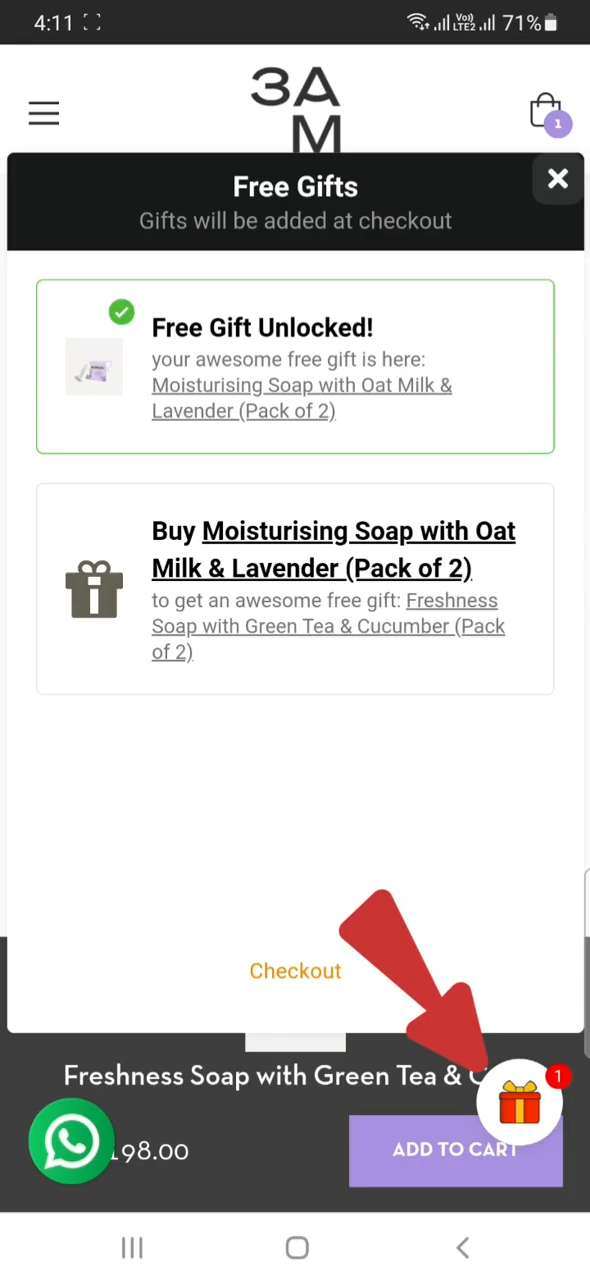 4:11
Vo))
LTE2
71%
3A
M
1
Free Gifts
Gifts will be added at checkout
Free Gift Unlocked!
your awesome free gift is here:
Moisturising Soap with Oat Milk &
Lavender (Pack of 2)
Buy Moisturising Soap with Oat
Milk & Lavender (Pack of 2)
to get an awesome free gift: Freshness
Soap with Green Tea & Cucumber (Pack
of 2)
Checkout
Freshness Soap with Green Tea &
1
198.00
ADD TO CART